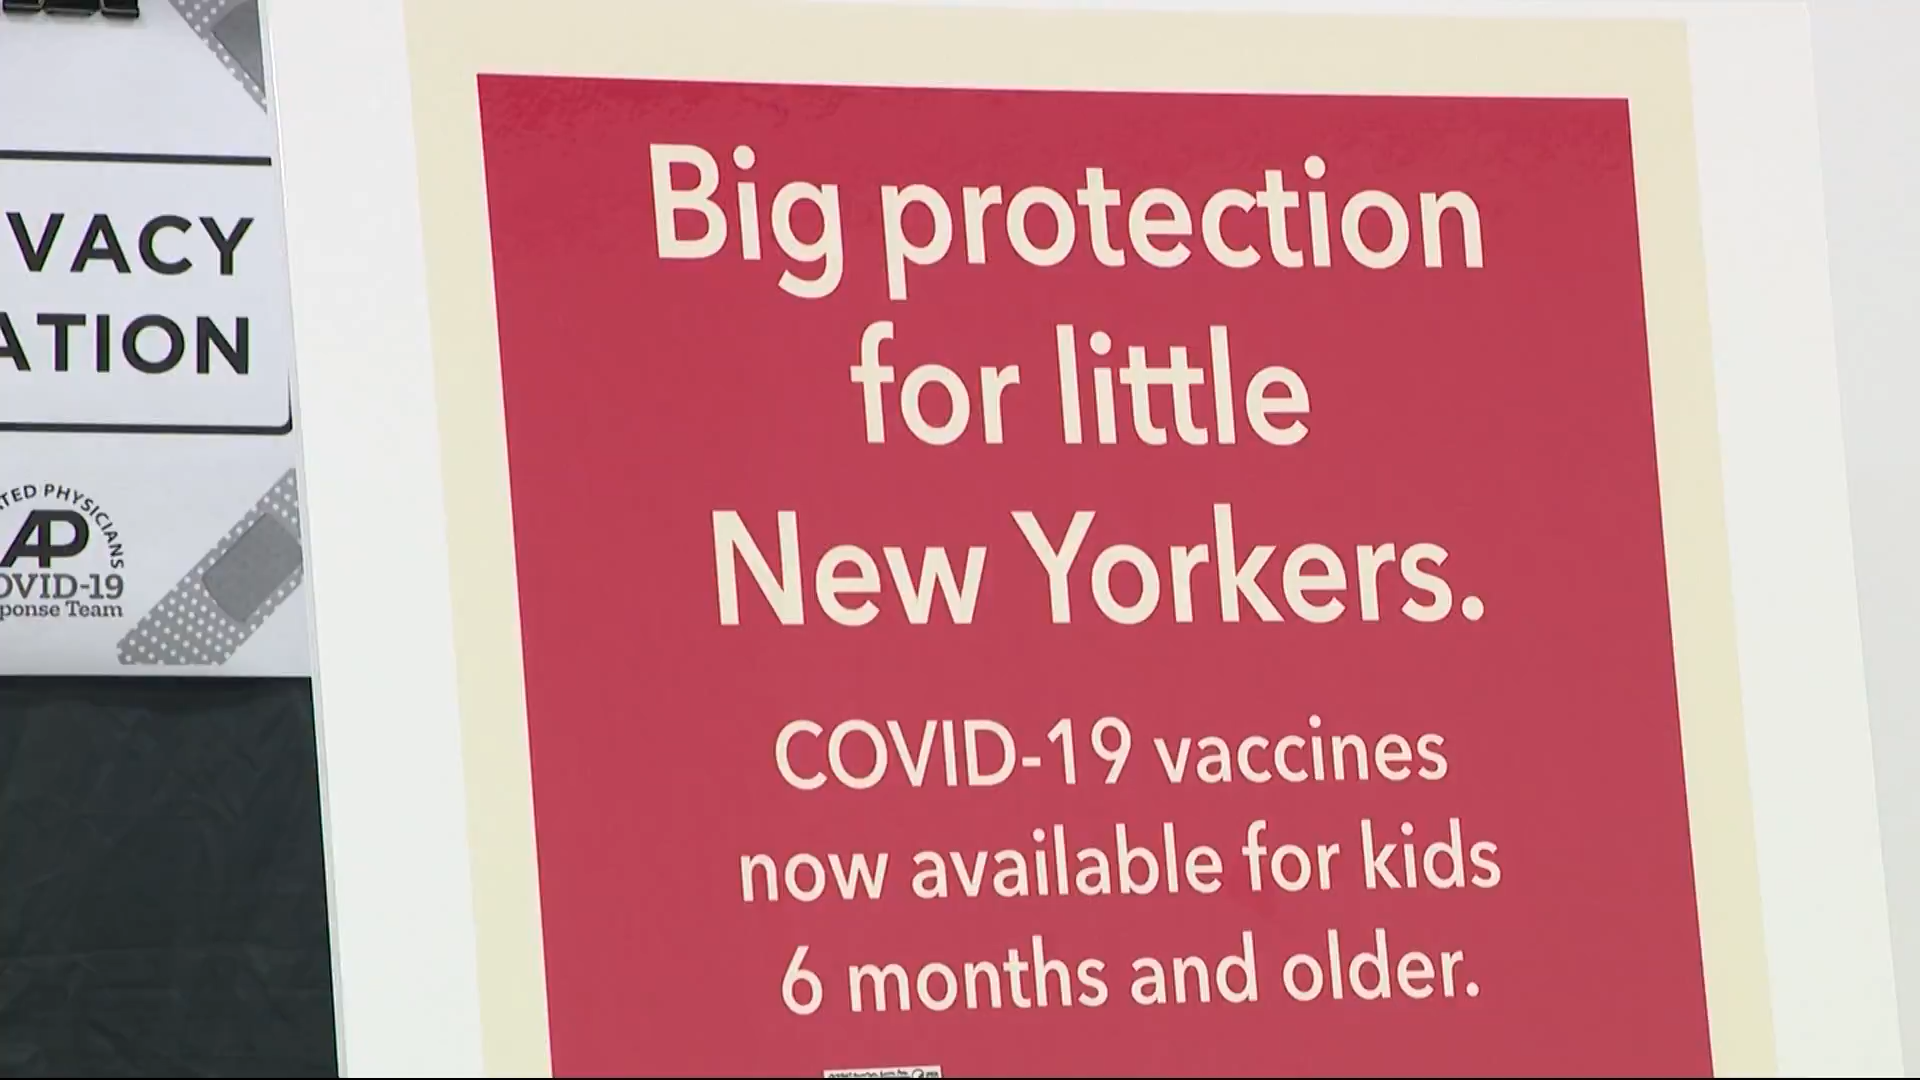 VACY
ATION
TED PHYSICIANS
AP
OVID-19
ponse Team
Big protection
for little
New Yorkers.
COVID-19 vaccines
now available for kids
6 months and older.